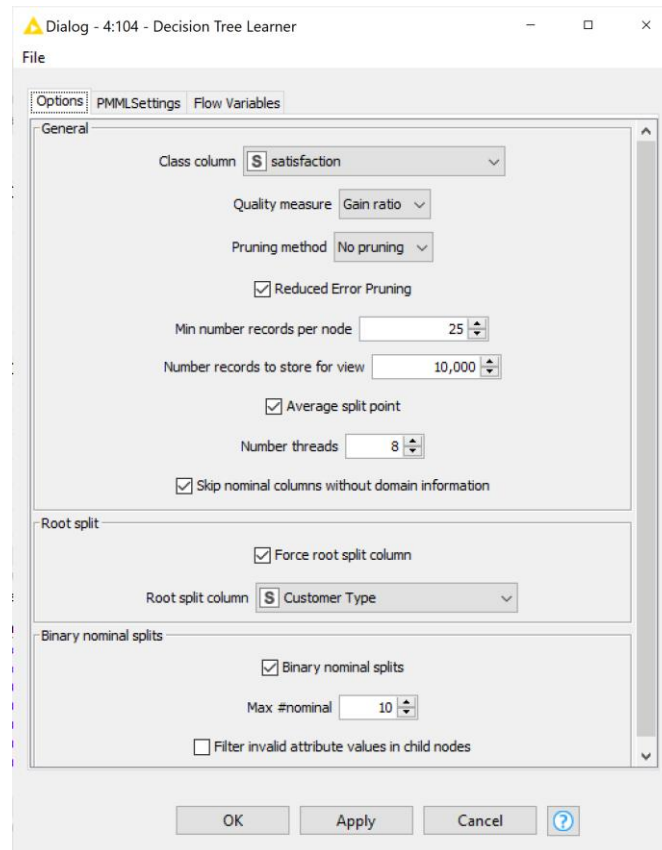 Dialog - 4:104 - Decision Tree Learner
File
Options PMMLSettings Flow Variables
General
Class column S satisfaction
Quality measure Gain ratio
Pruning method No pruning
Reduced Error Pruning
Min number records per node 25
Number records to store for view 10,000
Average split point
Number threads 8
Skip nominal columns without domain information
Root split
Force root split column
Root split column S Customer Type
Binary nominal splits
Binary nominal splits
Max #nominal 10
Filter invalid attribute values in child nodes
OK Apply Cancel ?